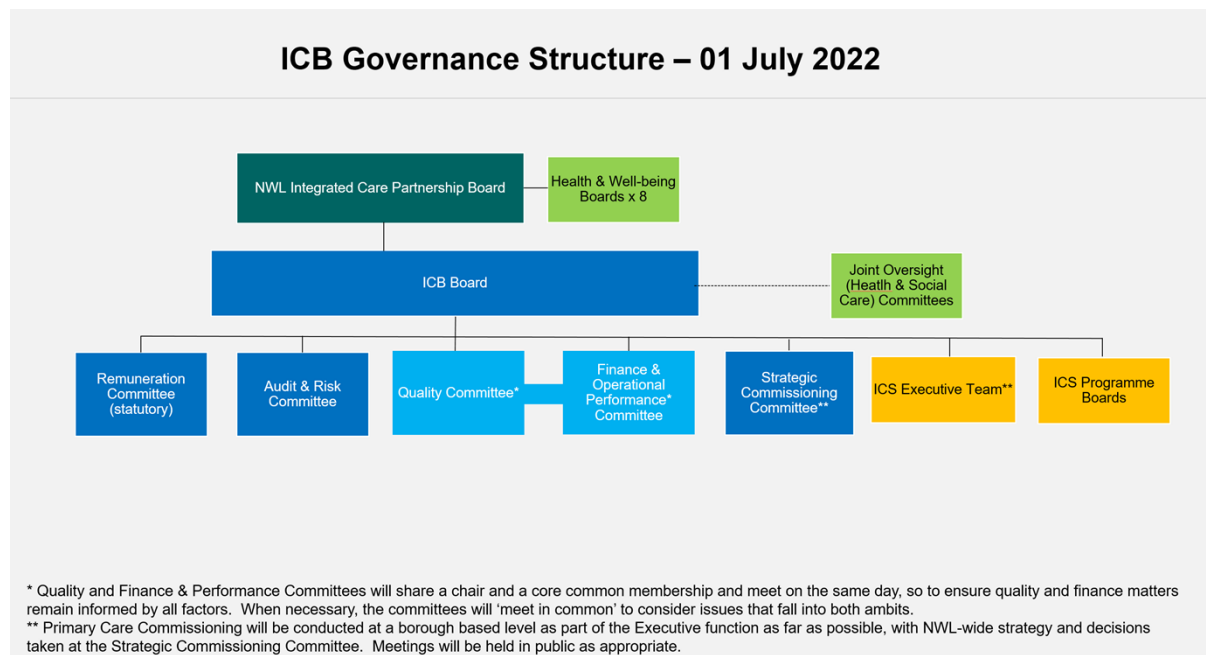 ICB Governance Structure – 01 July 2022
NWL Integrated Care Partnership Board
Health & Well-being
Boards x 8
ICB Board
Joint Oversight
(Heatlh & Social
Care) Committees
Remuneration
Committee
(statutory)
Audit & Risk
Committee
Quality Committee*
Finance &
Operational
Performance*
Committee
Strategic
Commissioning
Committee**
ICS Executive Team**
ICS Programme
Boards
* Quality and Finance & Performance Committees will share a chair and a core common membership and meet on the same day, so to ensure quality and finance matters
remain informed by all factors.  When necessary, the committees will ‘meet in common’ to consider issues that fall into both ambits.
** Primary Care Commissioning will be conducted at a borough based level as part of the Executive function as far as possible, with NWL-wide strategy and decisions
taken at the Strategic Commissioning Committee.  Meetings will be held in public as appropriate.